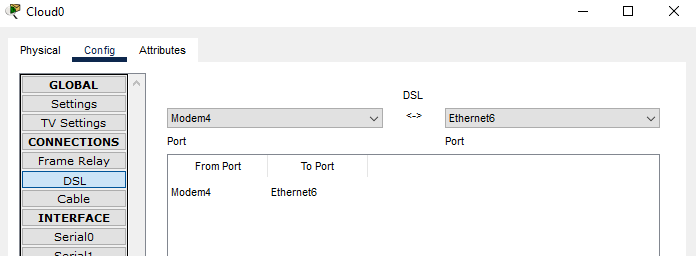 Cloud0
Physical Config Attributes
GLOBAL
Settings
TV Settings
CONNECTIONS
Frame Relay
DSL
Cable
INTERFACE
Serial0
Serial1
DSL
Modem4 <-> Ethernet6
Port Port
From Port To Port
Modem4 Ethernet6